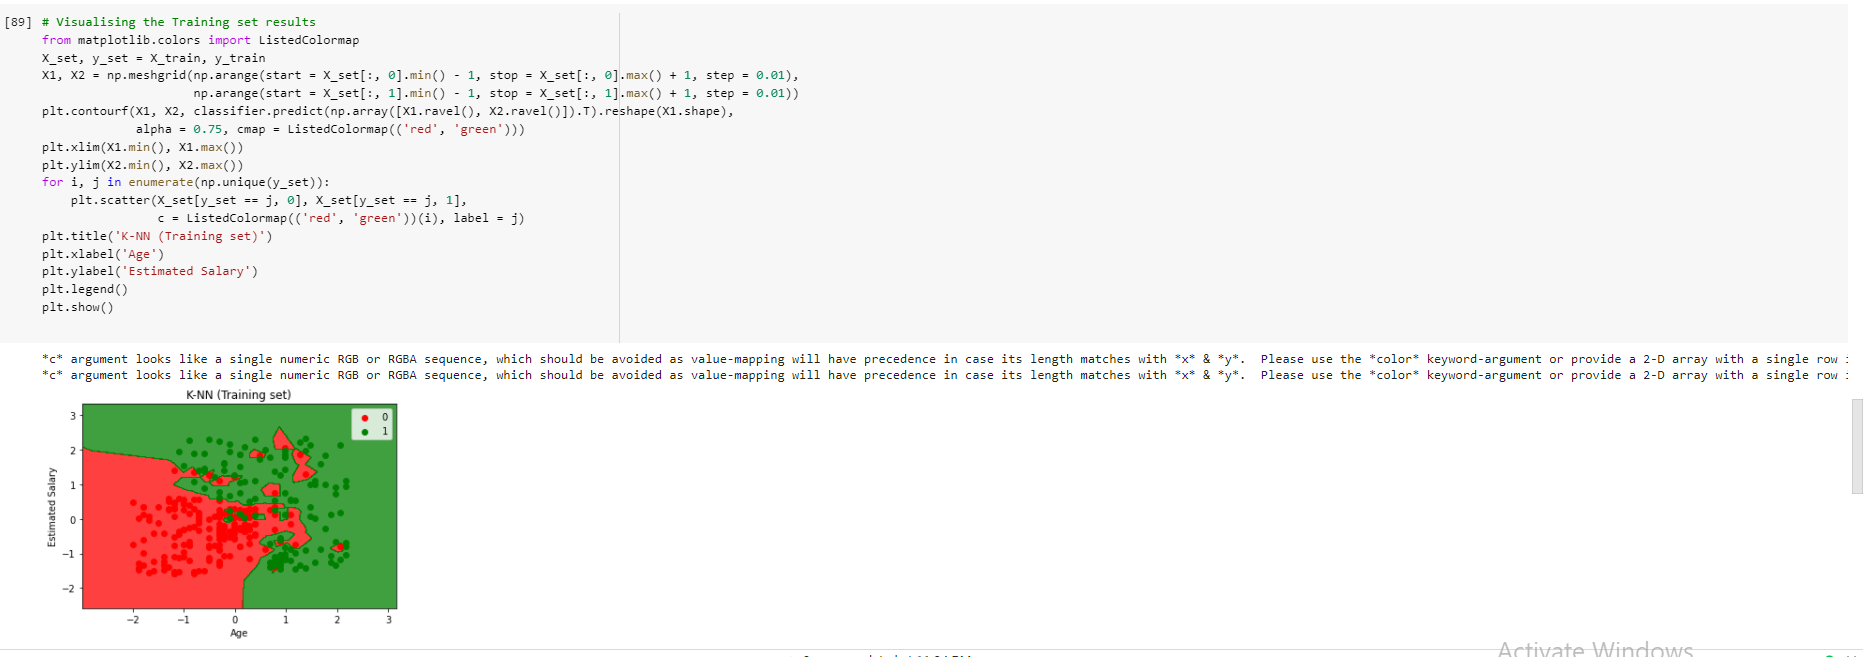 [89] # Visualising the Training set results
from matplotlib.colors import ListedColormap
X_set, y_set = X_train, y_train
X1, X2 = np.meshgrid(np.arange(start = X_set[:, 0].min() - 1, stop = X_set[:, 0].max() + 1, step = 0.01),
np.arange(start = X_set[:, 1].min() - 1, stop = X_set[:, 1].max() + 1, step = 0.01))
plt.contourf(X1, X2, classifier.predict(np.array([X1.ravel(), X2.ravel()]).T).reshape(X1.shape),
alpha = 0.75, cmap = ListedColormap(('red', 'green')))
plt.xlim(X1.min(), X1.max())
plt.ylim(X2.min(), X2.max())
for i, j in enumerate(np.unique(y_set)):
plt.scatter(X_set[y_set == j, 0], X_set[y_set == j, 1],
c = ListedColormap(('red', 'green'))(i), label = j)
plt.title('K-NN (Training set)')
plt.xlabel('Age')
plt.ylabel('Estimated Salary')
plt.legend()
plt.show()
*c* argument looks like a single numeric RGB or RGBA sequence, which should be avoided as value-mapping will have precedence in case its length matches with *x* & *y*.  Please use the *color* keyword-argument or provide a 2-D array with a single row
*c* argument looks like a single numeric RGB or RGBA sequence, which should be avoided as value-mapping will have precedence in case its length matches with *x* & *y*.  Please use the *color* keyword-argument or provide a 2-D array with a single row
K-NN (Training set)
0
1
3
2
1
0
−1
−2
Estimated Salary
−2 −1 0 1 2 3
Age
Activate Windows